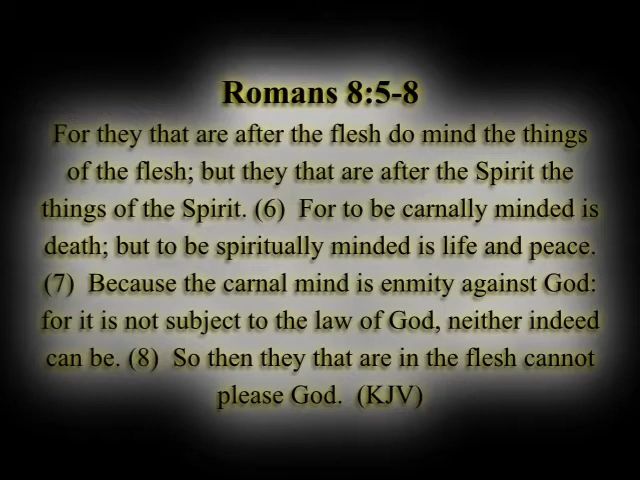 Romans 8:5-8
For they that are after the flesh do mind the things
of the flesh; but they that are after the Spirit the
things of the Spirit. (6)  For to be carnally minded is
death; but to be spiritually minded is life and peace.
(7)  Because the carnal mind is enmity against God:
for it is not subject to the law of God, neither indeed
can be. (8)  So then they that are in the flesh cannot
please God.  (KJV)